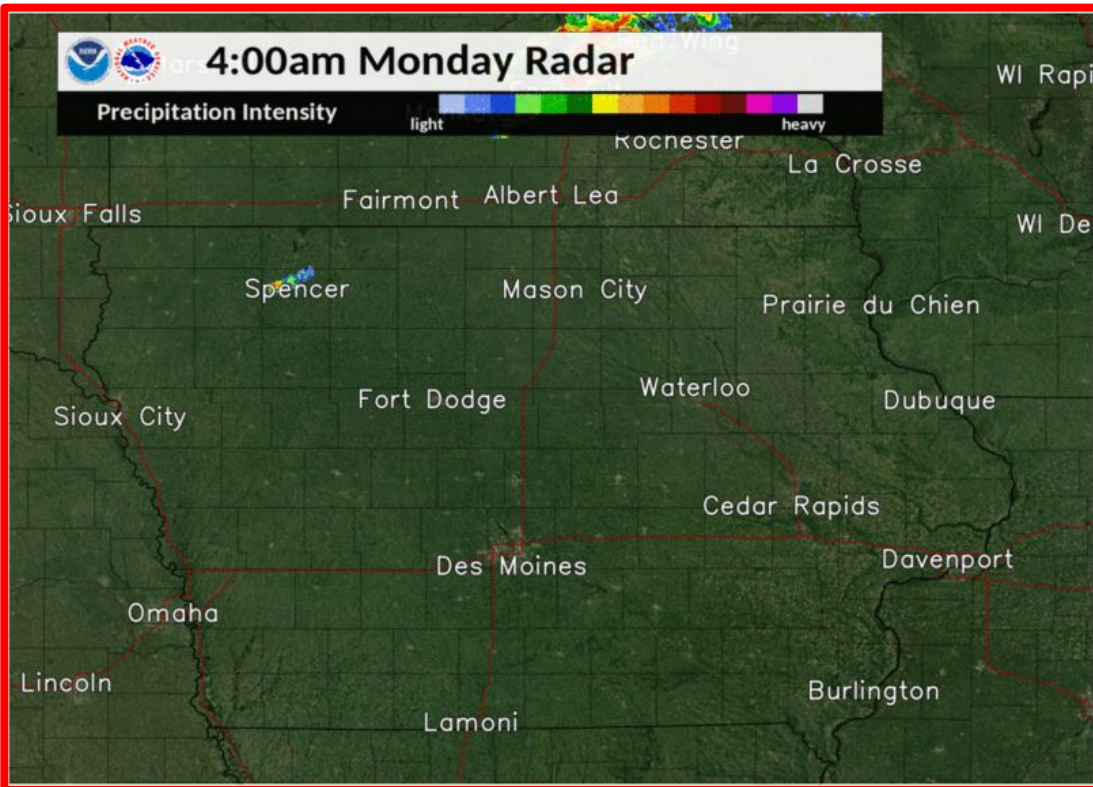 4:00am Monday Radar
Red Wing
WI Rapi
Precipitation Intensity
light
heavy
Rochester
La Crosse
Fairmont
Albert Lea
Sioux Falls
WI De
Spencer
Mason City
Prairie du Chien
Fort Dodge
Waterloo
Dubuque
Sioux City
Cedar Rapids
Des Moines
Davenport
Omaha
Lincoln
Burlington
Lamoni